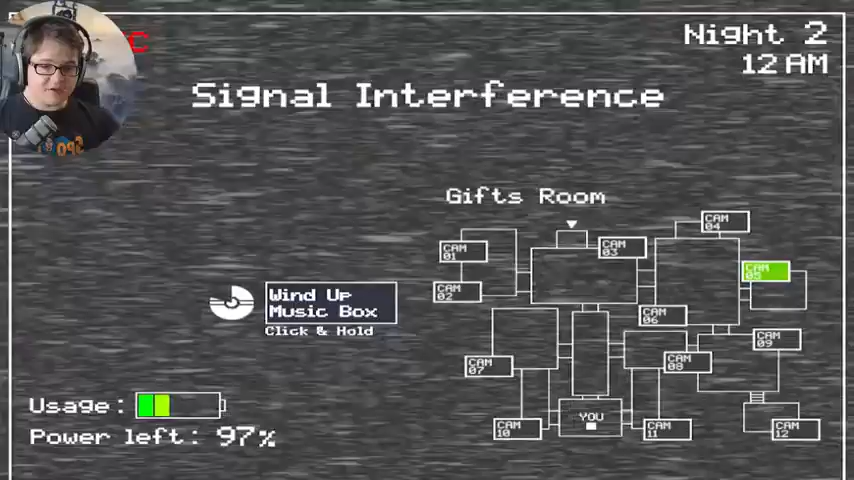 C
Night 2
12 AM
Signal Interference
Gifts Room
CAM
04
CAM
01
CAM
03
CAM
05
CAM
02
Wind Up
Music Box
Click & Hold
CAM
06
CAM
09
CAM
07
CAM
08
Usage:
Power left: 97%
CAM
10
YOU
CAM
11
CAM
12